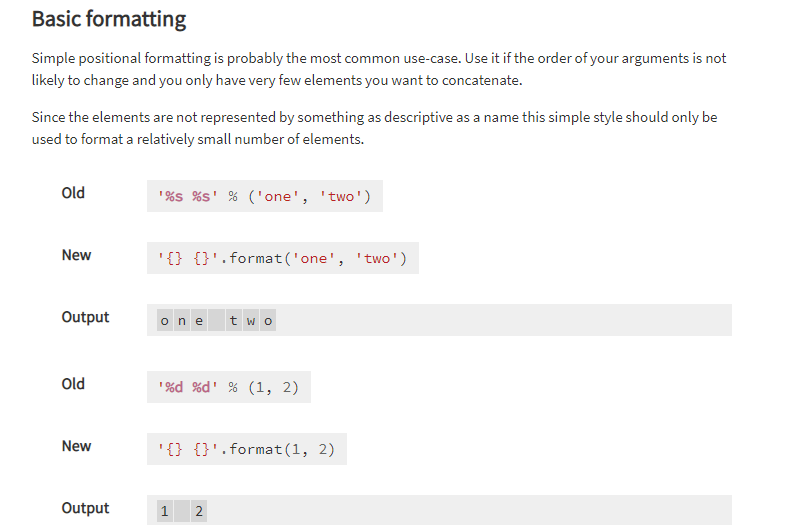 Basic formatting
Simple positional formatting is probably the most common use-case. Use it if the order of your arguments is not
likely to change and you only have very few elements you want to concatenate.
Since the elements are not represented by something as descriptive as a name this simple style should only be
used to format a relatively small number of elements.
Old '%s %s' % ('one', 'two')
New '{} {}'.format('one', 'two')
Output one two
Old '%d %d' % (1, 2)
New '{} {}'.format(1, 2)
Output 1 2